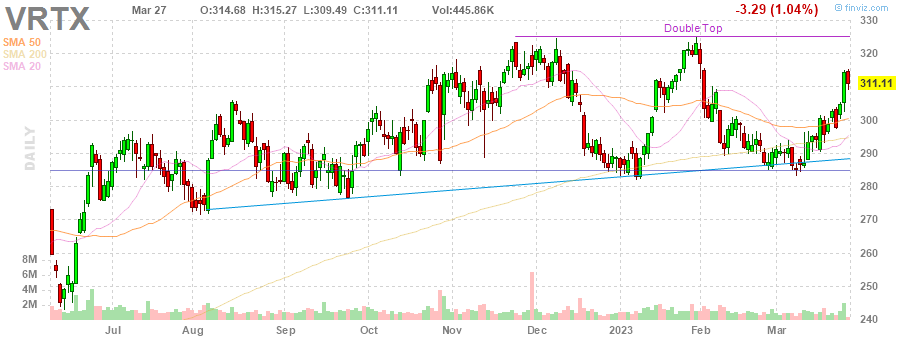 VRTX Mar 27 O:314.68 H:315.27 L:309.49 C:311.11 Vol:445.86K -3.29 (1.04%) © finviz.com
SMA 50
SMA 200
SMA 20
Double Top
DAILY
330
320
311.11
300
290
280
270
260
250
240
8M
6M
4M
2M
Jul Aug Sep Oct Nov Dec 2023 Feb Mar